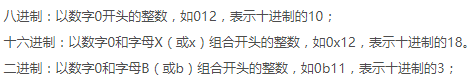 八进制：以数字0开头的整数，如012，表示十进制的10；
十六进制：以数字0和字母X（或x）组合开头的整数，如0x12，表示十进制的18。
二进制：以数字0和字母B（或b）组合开头的整数，如0b11，表示十进制的3；